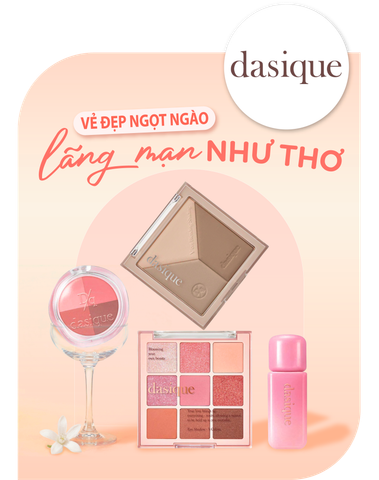 dasique
VẺ ĐẸP NGỌT NGÀO
lãng mạn NHƯ THƠ
dasique
dasique
dasique
dasique